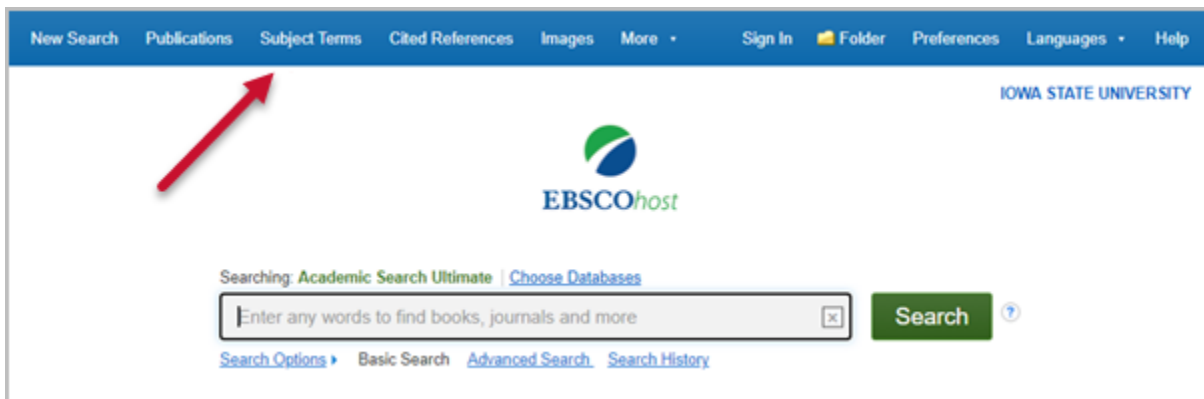 New Search Publications Subject Terms Cited References Images More Sign In Folder Preferences Languages Help
IOWA STATE UNIVERSITY
EBSCOhost
Searching: Academic Search Ultimate | Choose Databases
Enter any words to find books, journals and more
Search
?
Search Options Basic Search Advanced Search Search History